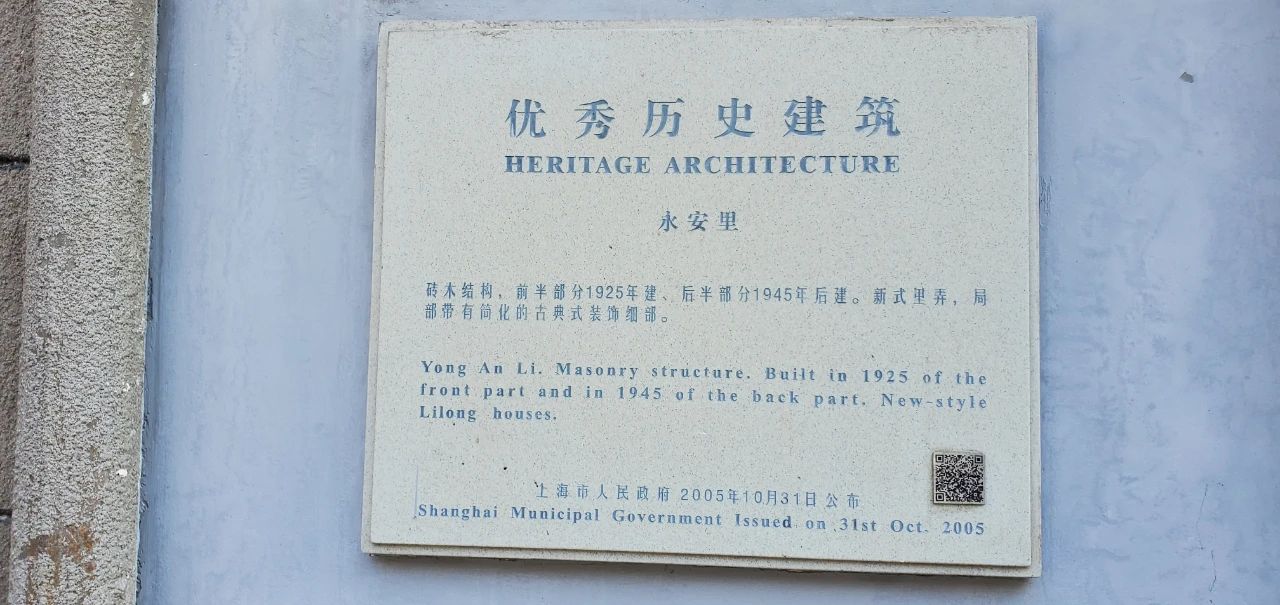 优秀历史建筑
HERITAGE ARCHITECTURE
永安里
砖木结构，前半部分1925年建、后半部分1945年后建。新式里弄，局
部带有简化的古典式装饰细部。
Yong An Li. Masonry structure. Built in 1925 of the
front part and in 1945 of the back part. New-style
Lilong houses.
上海市人民政府 2005年10月31日公布
Shanghai Municipal Government Issued on 31st Oct. 2005